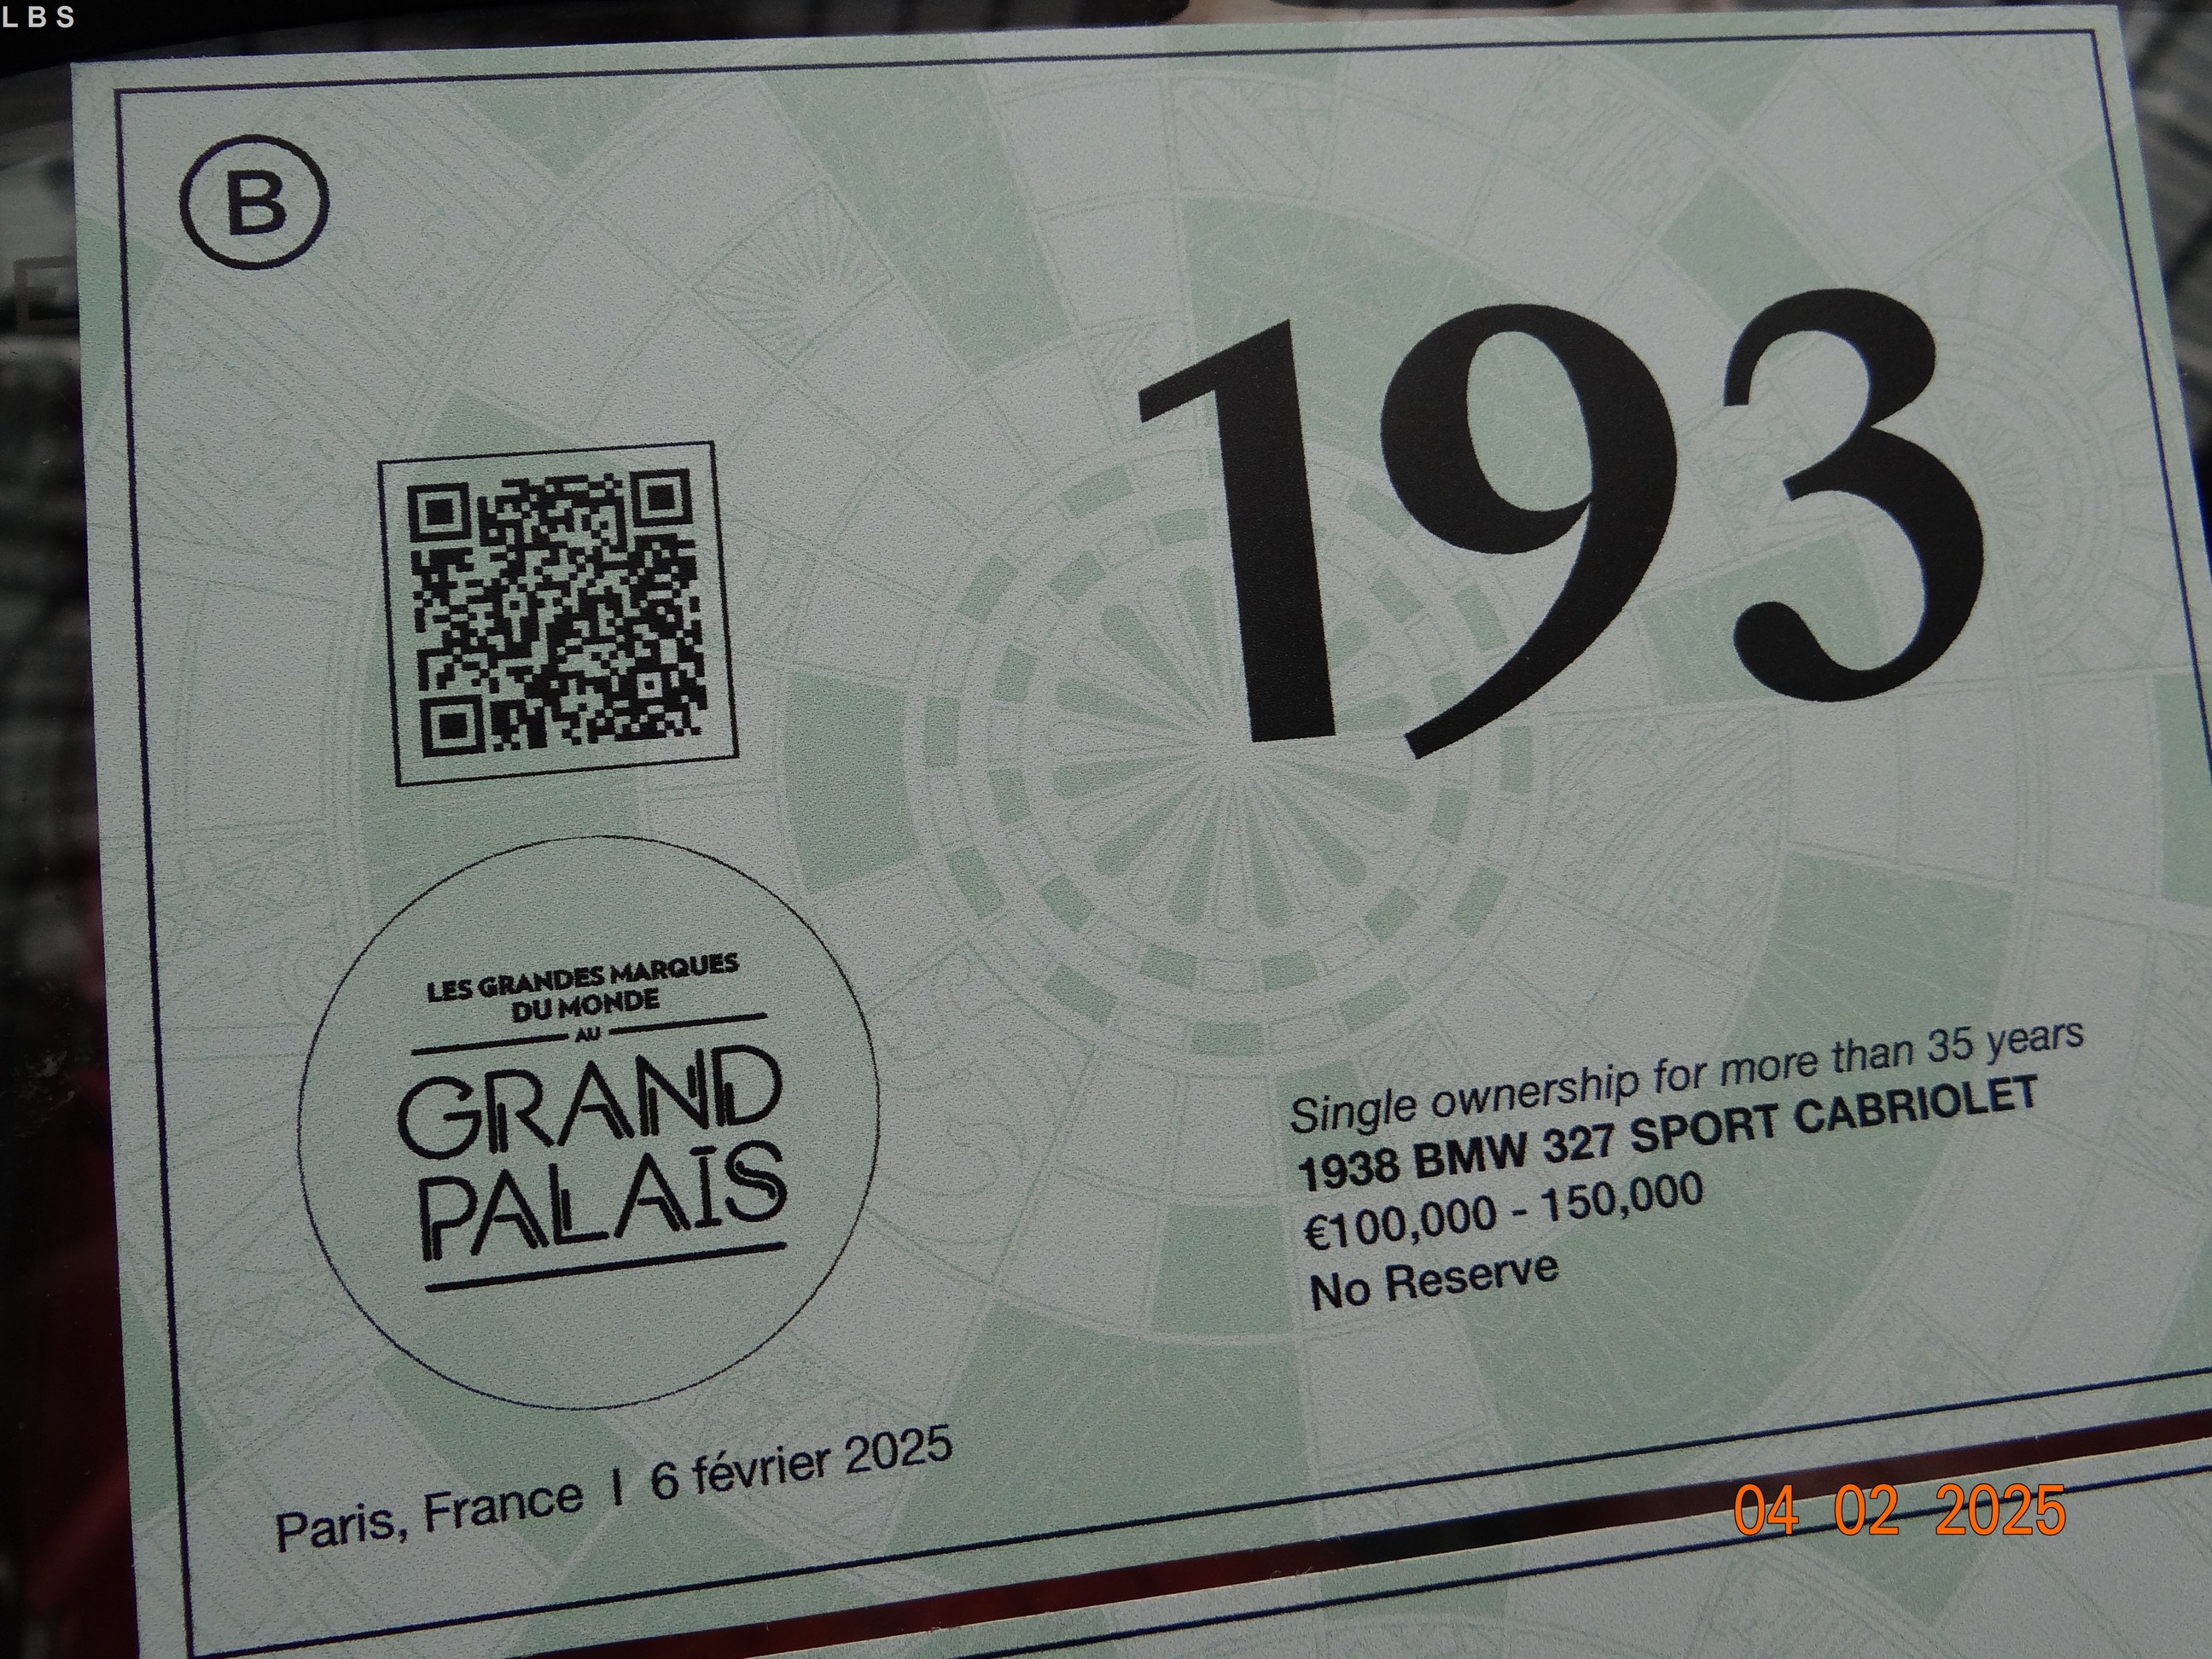 LBS
B
193
LES GRANDES MARQUES
DU MONDE
AU
GRAND
PALAIS
Single ownership for more than 35 years
1938 BMW 327 SPORT CABRIOLET
€100,000 - 150,000
No Reserve
Paris, France | 6 février 2025
04 02 2025